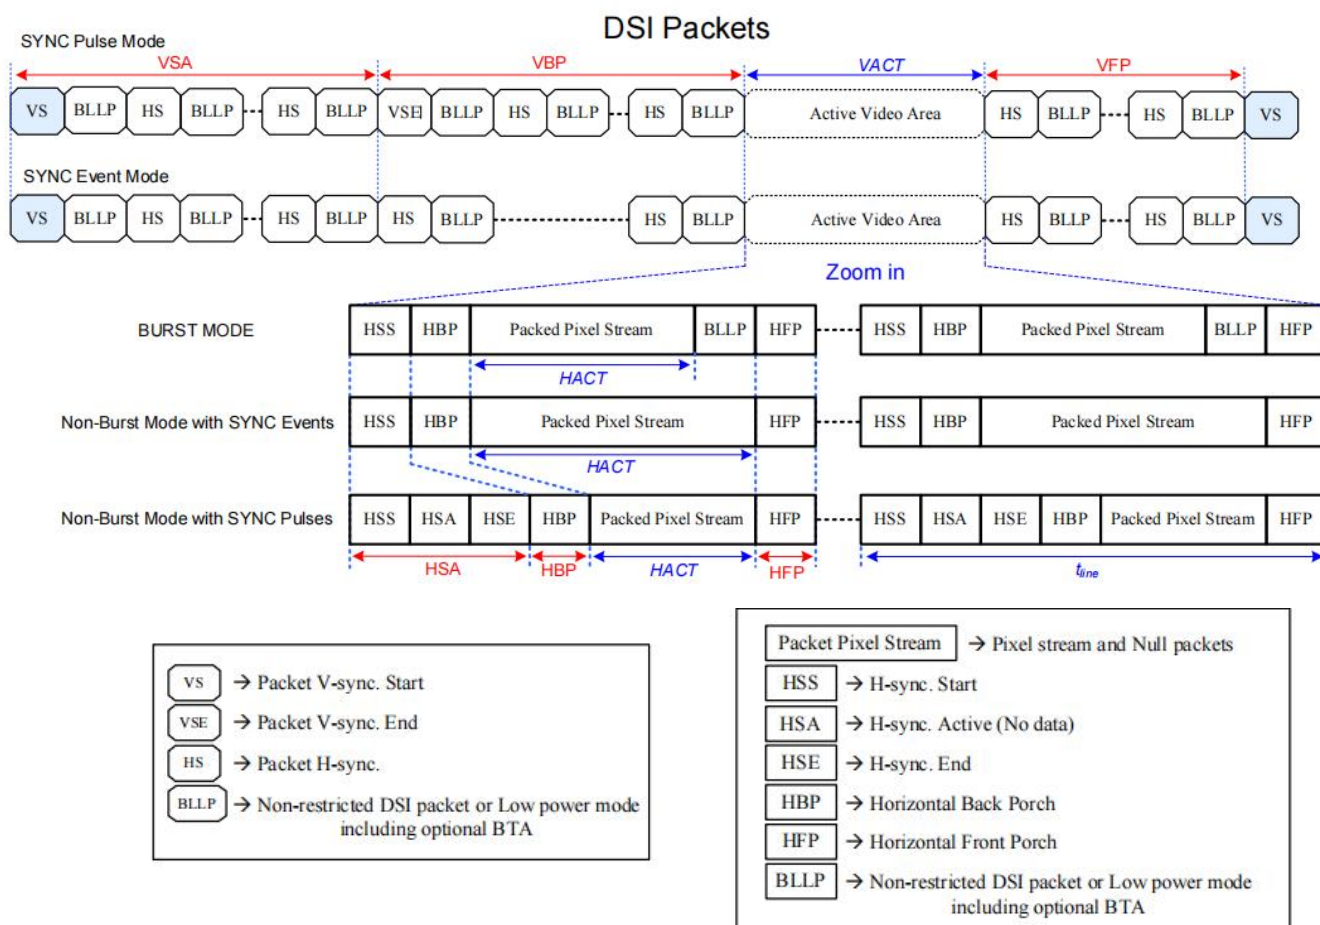 DSI Packets
SYNC Pulse Mode
VSA VBP VACT VFP
VS BLLP HS BLLP HS BLLP VSE BLLP HS BLLP HS BLLP Active Video Area HS BLLP HS BLLP VS
SYNC Event Mode
VS BLLP HS BLLP HS BLLP HS BLLP HS BLLP Active Video Area HS BLLP HS BLLP VS
Zoom in
BURST MODE HSS HBP Packed Pixel Stream BLLP HFP HSS HBP Packed Pixel Stream BLLP HFP
HACT
Non-Burst Mode with SYNC Events HSS HBP Packed Pixel Stream HFP HSS HBP Packed Pixel Stream HFP
HACT
Non-Burst Mode with SYNC Pulses HSS HSA HSE HBP Packed Pixel Stream HFP HSS HSA HSE HBP Packed Pixel Stream HFP
HSA HBP HACT HFP tline
VS → Packet V-sync. Start
VSE → Packet V-sync. End
HS → Packet H-sync.
BLLP → Non-restricted DSI packet or Low power mode
including optional BTA
Packet Pixel Stream → Pixel stream and Null packets
HSS → H-sync. Start
HSA → H-sync. Active (No data)
HSE → H-sync. End
HBP → Horizontal Back Porch
HFP → Horizontal Front Porch
BLLP → Non-restricted DSI packet or Low power mode
including optional BTA